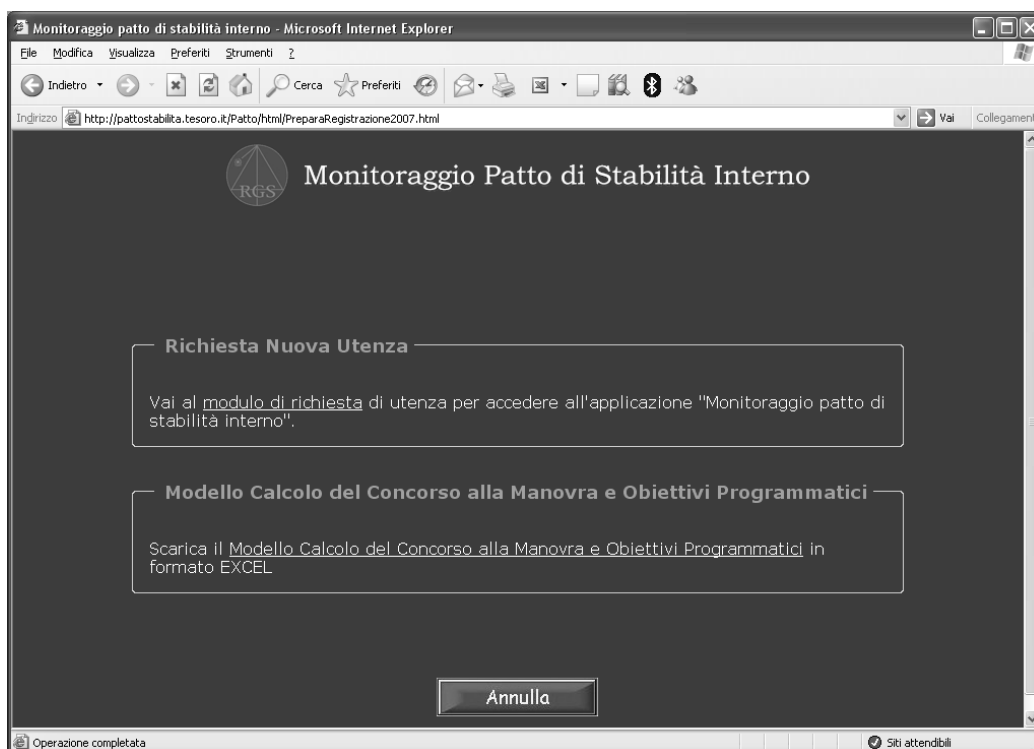 Monitoraggio patto di stabilità interno - Microsoft Internet Explorer
File Modifica Visualizza Preferiti Strumenti ?
Indietro Cerca Preferiti
Indirizzo http://pattostabilita.tesoro.it/Patto/html/PreparaRegistrazione2007.html Vai Collegament
RGS Monitoraggio Patto di Stabilità Interno
Richiesta Nuova Utenza
Vai al modulo di richiesta di utenza per accedere all'applicazione "Monitoraggio patto di
stabilità interno".
Modello Calcolo del Concorso alla Manovra e Obiettivi Programmatici
Scarica il Modello Calcolo del Concorso alla Manovra e Obiettivi Programmatici in
formato EXCEL
Annulla
Operazione completata Siti attendibili